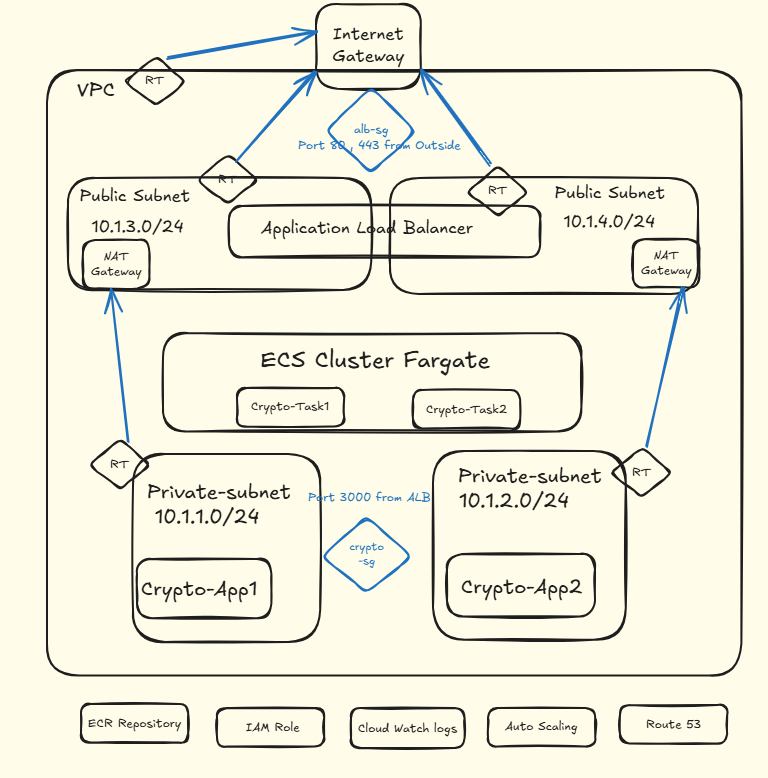 Internet
Gateway
RT
VPC
alb-sg
Port 80 , 443 from Outside
RT
RT
Public Subnet
10.1.3.0/24
Public Subnet
10.1.4.0/24
Application Load Balancer
NAT
Gateway
NAT
Gateway
ECS Cluster Fargate
Crypto-Task1
Crypto-Task2
RT
RT
Private-subnet
10.1.1.0/24
Port 3000 from ALB
Private-subnet
10.1.2.0/24
crypto
-sg
Crypto-App1
Crypto-App2
ECR Repository
IAM Role
Cloud Watch logs
Auto Scaling
Route 53